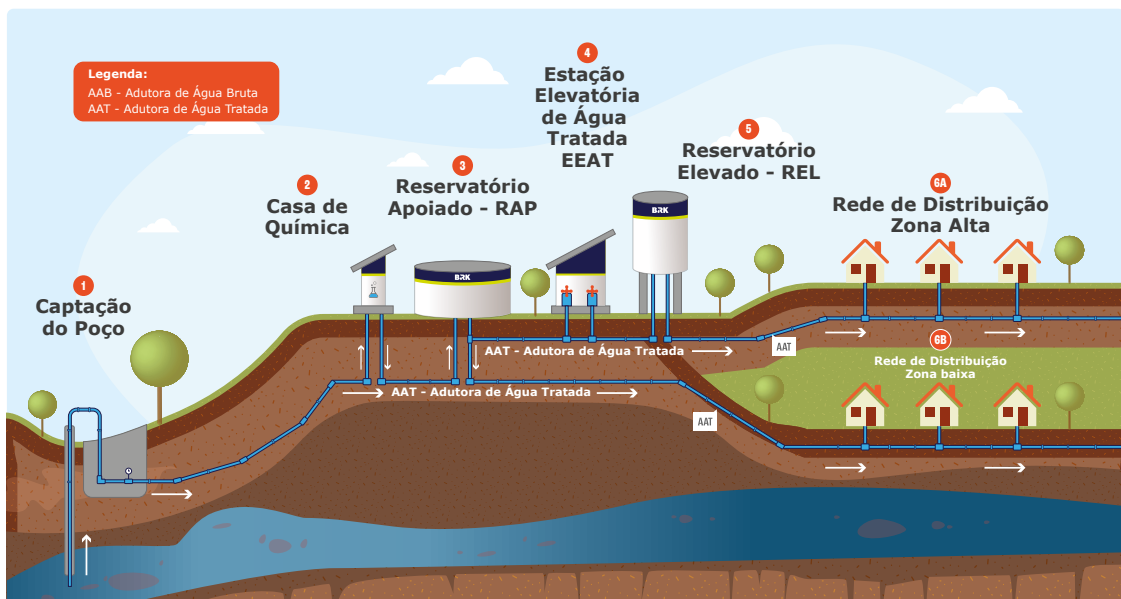 Legenda:
AAB - Adutora de Água Bruta
AAT - Adutora de Água Tratada
1
Captação
do Poço
2
Casa de
Química
3
Reservatório
Apoiado - RAP
4
Estação
Elevatória
de Água
Tratada
EEAT
5
Reservatório
Elevado - REL
6A
Rede de Distribuição
Zona Alta
BRK
BRK
AAT - Adutora de Água Tratada
AAT
6B
Rede de Distribuição
Zona baixa
AAT - Adutora de Água Tratada
AAT